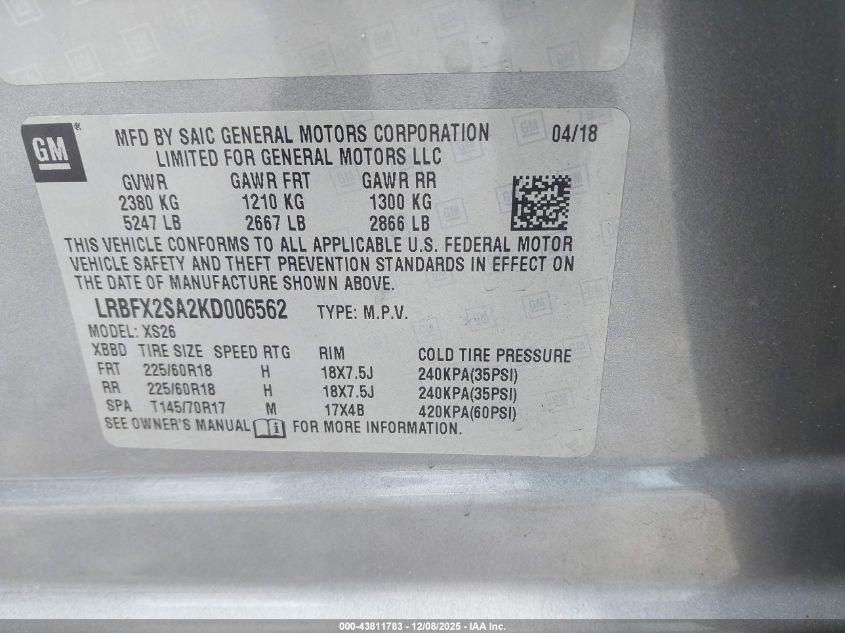 GM ®
MFD BY SAIC GENERAL MOTORS CORPORATION 04/18
LIMITED FOR GENERAL MOTORS LLC
GVWR GAWR FRT GAWR RR
2380 KG 1210 KG 1300 KG
5247 LB 2667 LB 2866 LB
THIS VEHICLE CONFORMS TO ALL APPLICABLE U.S. FEDERAL MOTOR
VEHICLE SAFETY AND THEFT PREVENTION STANDARDS IN EFFECT ON
THE DATE OF MANUFACTURE SHOWN ABOVE.
LRBFX2SA2KD006562 TYPE: M.P.V.
MODEL: XS26
XBBD TIRE SIZE SPEED RTG RIM COLD TIRE PRESSURE
FRT 225/60R18 H 18X7.5J 240KPA(35PSI)
RR 225/60R18 H 18X7.5J 240KPA(35PSI)
SPA T145/70R17 M 17X4B 420KPA(60PSI)
SEE OWNER'S MANUAL FOR MORE INFORMATION.
000-43811783 - 12/08/2025 - IAA Inc.